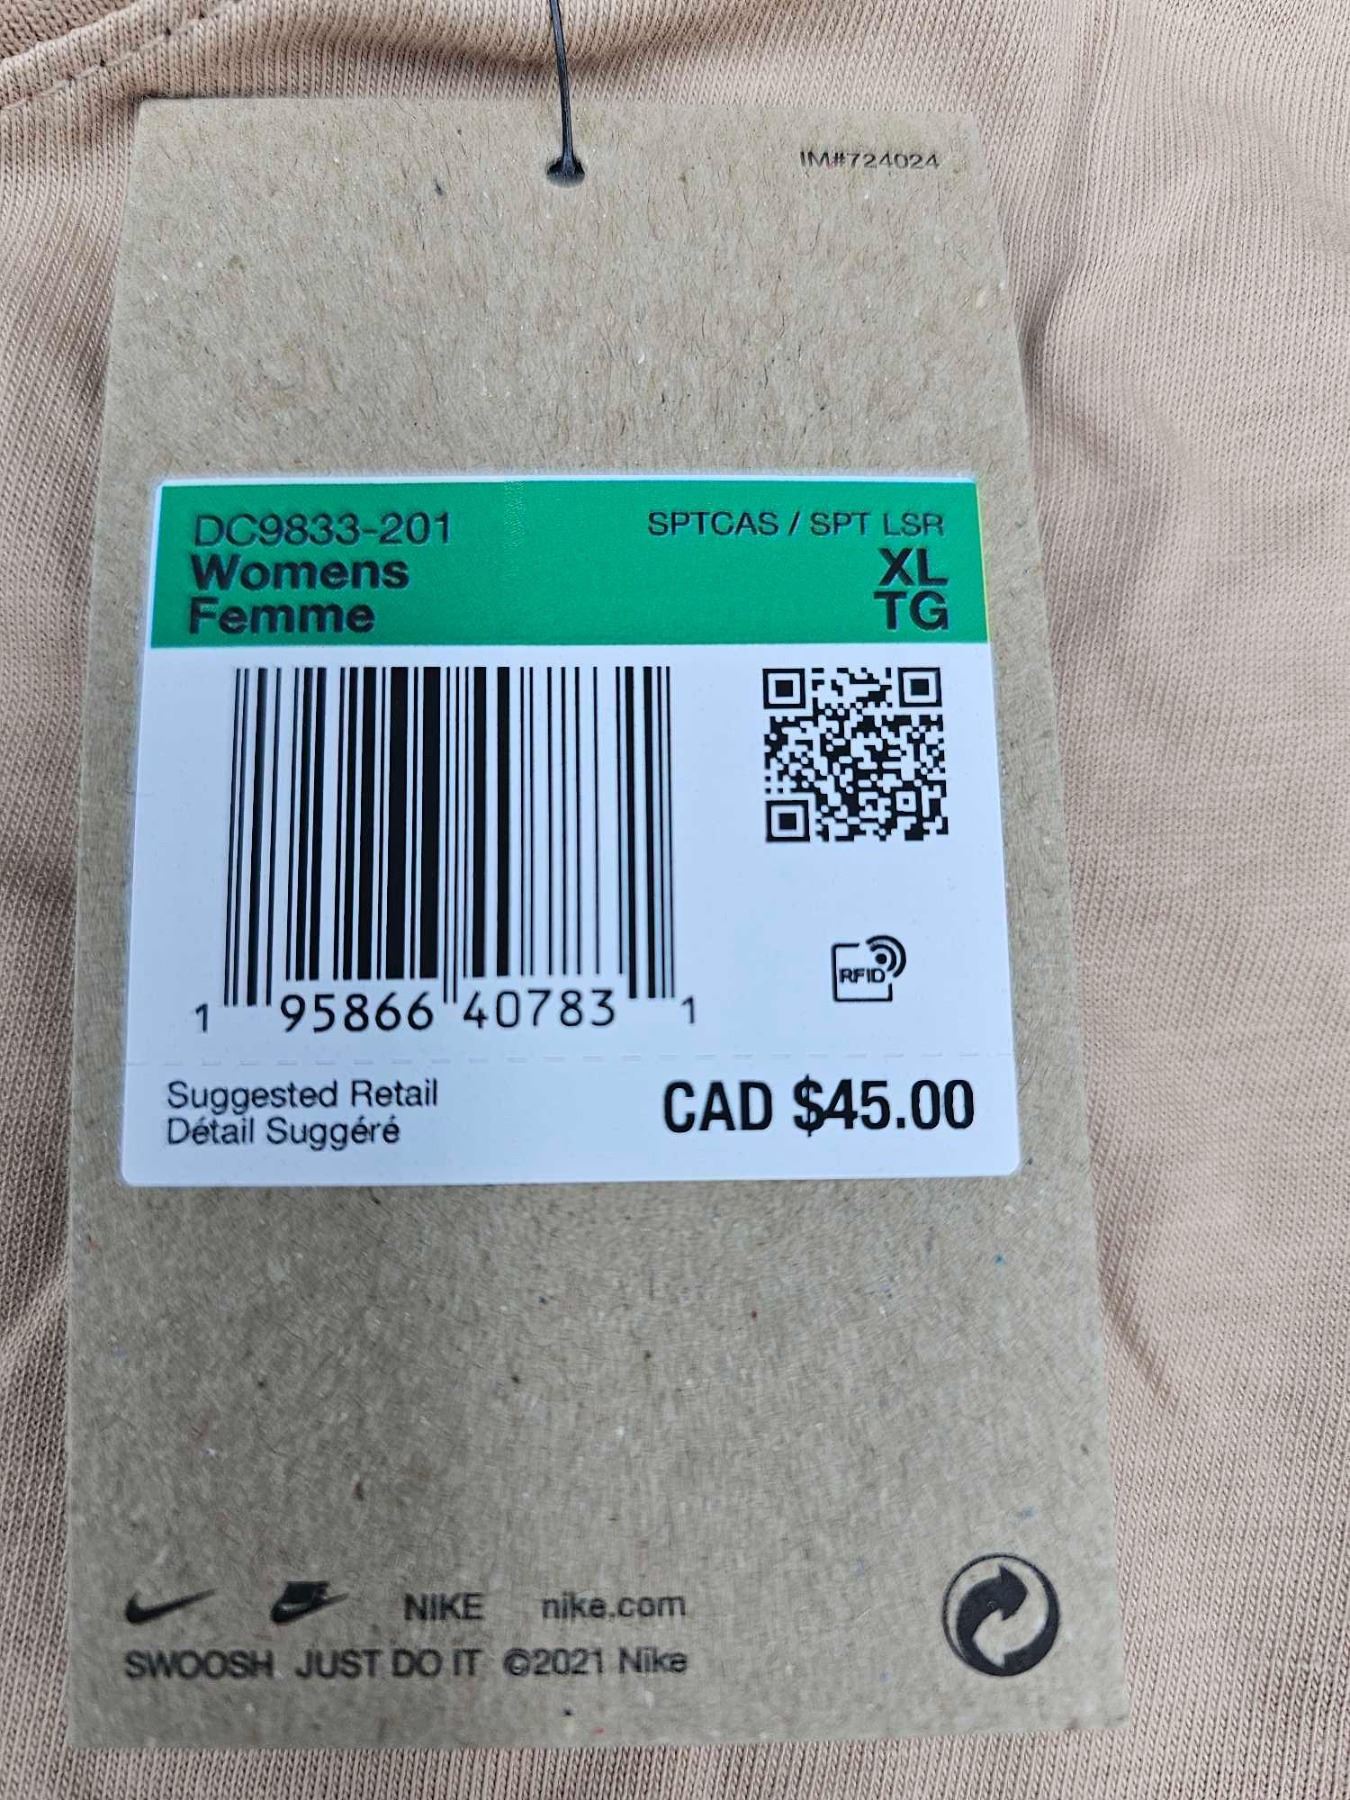 IM#724024
DC9833-201 SPTCAS / SPT LSR
Womens XL
Femme TG
RFID
1 95866 40783 1
Suggested Retail CAD $45.00
Détail Suggéré
NIKE nike.com
SWOOSH JUST DO IT ©2021 Nike